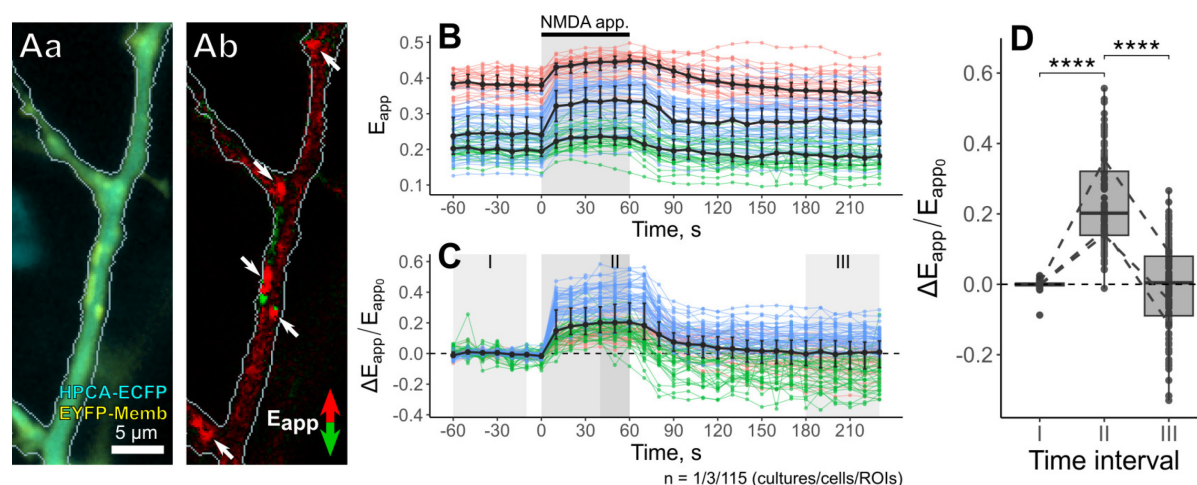 Aa
HPCA-ECFP
EYFP-Memb
5 µm
Ab
Eapp
B
NMDA app.
Eapp
0.5
0.4
0.3
0.2
0.1
-60 -30 0 30 60 90 120 150 180 210
Time, s
C
I II III
ΔEapp / Eapp0
0.6
0.4
0.2
0.0
-0.2
-0.4
-60 -30 0 30 60 90 120 150 180 210
Time, s
n = 1/3/115 (cultures/cells/ROIs)
D
**** ****
ΔEapp / Eapp0
0.6
0.4
0.2
0.0
-0.2
I II III
Time interval